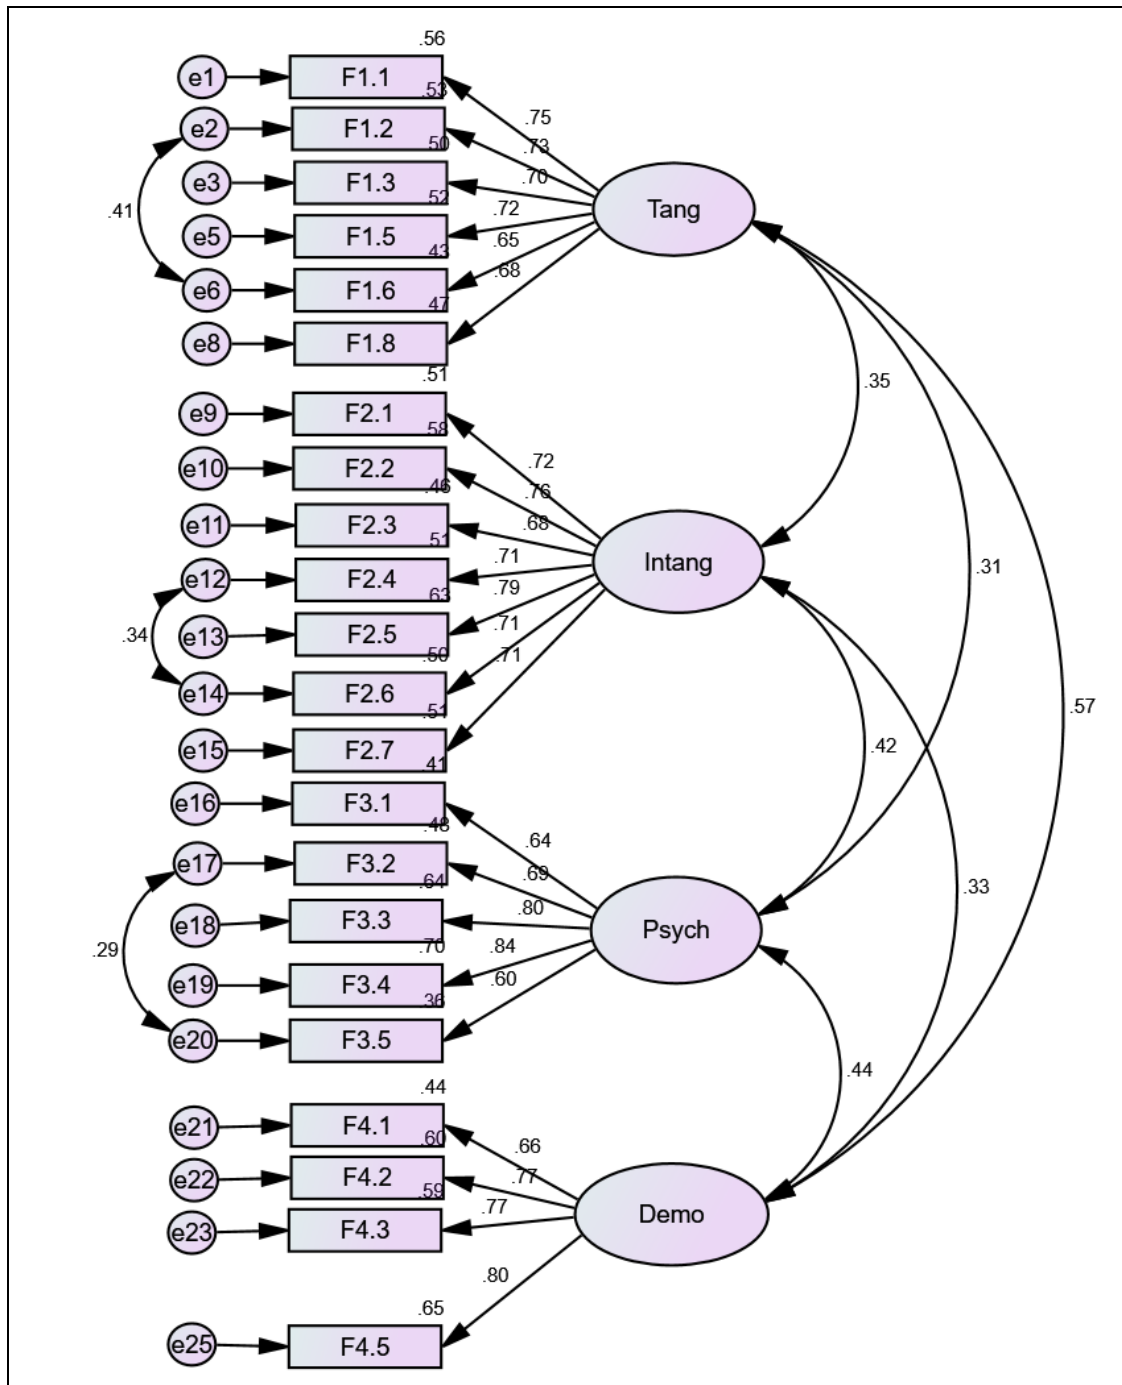 .56
e1 F1.1
.53
.75
e2 F1.2
.50
.73
e3 F1.3
.52
.70
Tang
e5 F1.5
.43
.72
.41
e6 F1.6
.47
.65
e8 F1.8
.68
.51
.35
e9 F2.1
.58
.72
e10 F2.2
.46
.76
e11 F2.3
.51
.68
Intang
.31
e12 F2.4
.63
.71
.34
e13 F2.5
.50
.79
e14 F2.6
.51
.71
.57
e15 F2.7
.71
.42
.41
e16 F3.1
.48
.64
e17 F3.2
.64
.69
.33
e18 F3.3
.70
.80
Psych
.29
e19 F3.4
.36
.84
e20 F3.5
.60
.44
.44
e21 F4.1
.60
.66
e22 F4.2
.59
.77
Demo
e23 F4.3
.77
.80
.65
e25 F4.5